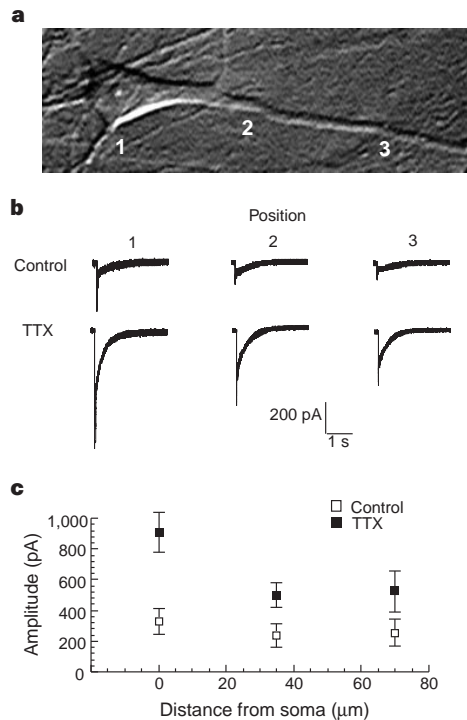 a
1
2
3
b
Position
1 2 3
Control
TTX
200 pA
1 s
c
Control
TTX
1,000
800
600
400
200
0
Amplitude (pA)
0 20 40 60 80
Distance from soma (μm)